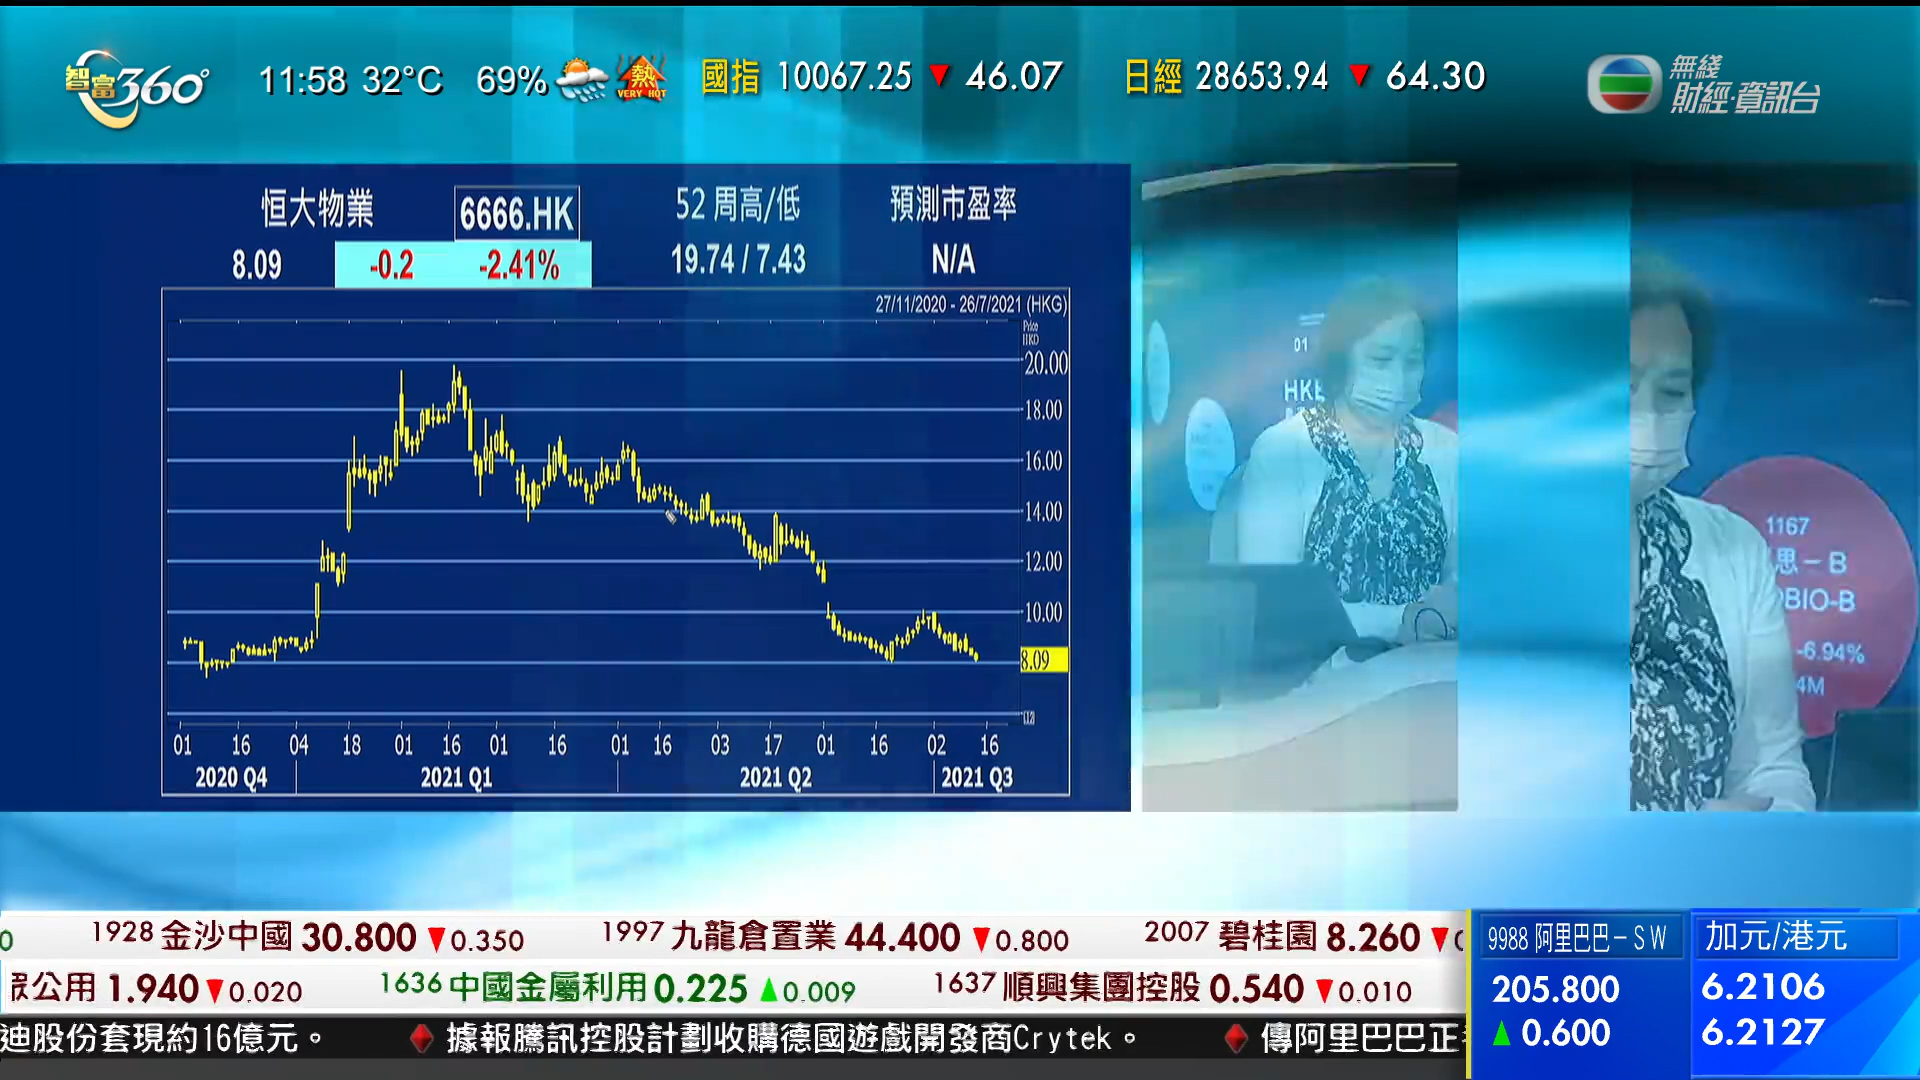 智富360°
11:58 32°C 69%
熱
VERY HOT
國指 10067.25 ▼ 46.07
日經 28653.94 ▼ 64.30
無綫
財經·資訊台
恒大物業 6666.HK
8.09 -0.2 -2.41%
52 周高/低
19.74 / 7.43
預測市盈率
N/A
27/11/2020 - 26/7/2021 (HKG)
Price
HKD
20.00
18.00
16.00
14.00
12.00
10.00
8.09
01 16 04 18 01 16 01 16 01 16 03 17 01 16 02 16
2020 Q4 2021 Q1 2021 Q2 2021 Q3
01
HKE
1167
思-B
OBIO-B
-6.94%
4M
0 1928 金沙中國 30.800 ▼ 0.350 1997 九龍倉置業 44.400 ▼ 0.800 2007 碧桂園 8.260 ▼
公用 1.940 ▼ 0.020 1636 中國金屬利用 0.225 ▲ 0.009 1637 順興集團控股 0.540 ▼ 0.010
迪股份套現約16億元。 據報騰訊控股計劃收購德國遊戲開發商Crytek。 傳阿里巴巴正
9988 阿里巴巴-SW
205.800
▲ 0.600
加元/港元
6.2106
6.2127